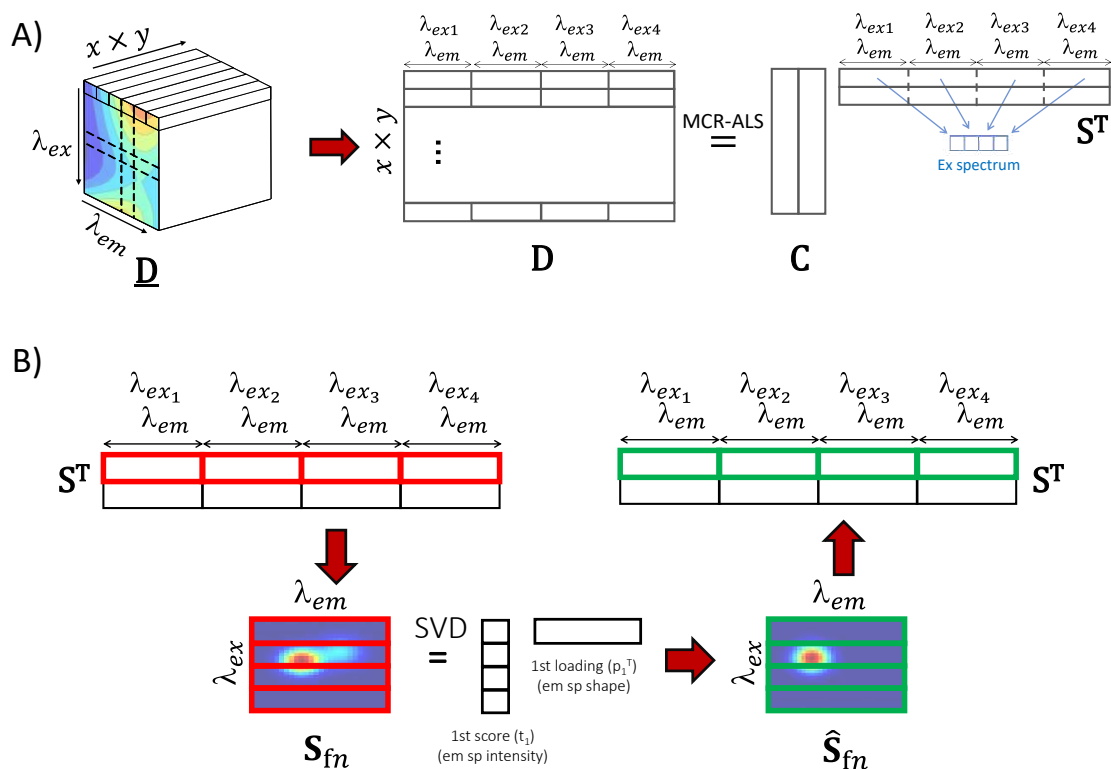 A)
x × y
λex
λem
D
λex1 λex2 λex3 λex4
λem λem λem λem
x × y
⋮
D
MCR-ALS
=
C
λex1 λex2 λex3 λex4
λem λem λem λem
Sᵀ
Ex spectrum
B)
λex₁ λex₂ λex₃ λex₄
λem λem λem λem
Sᵀ
λex₁ λex₂ λex₃ λex₄
λem λem λem λem
Sᵀ
λem
λex
Sfn
SVD
=
1st score (t₁)
(em sp intensity)
1st loading (p₁ᵀ)
(em sp shape)
λem
λex
Ŝfn